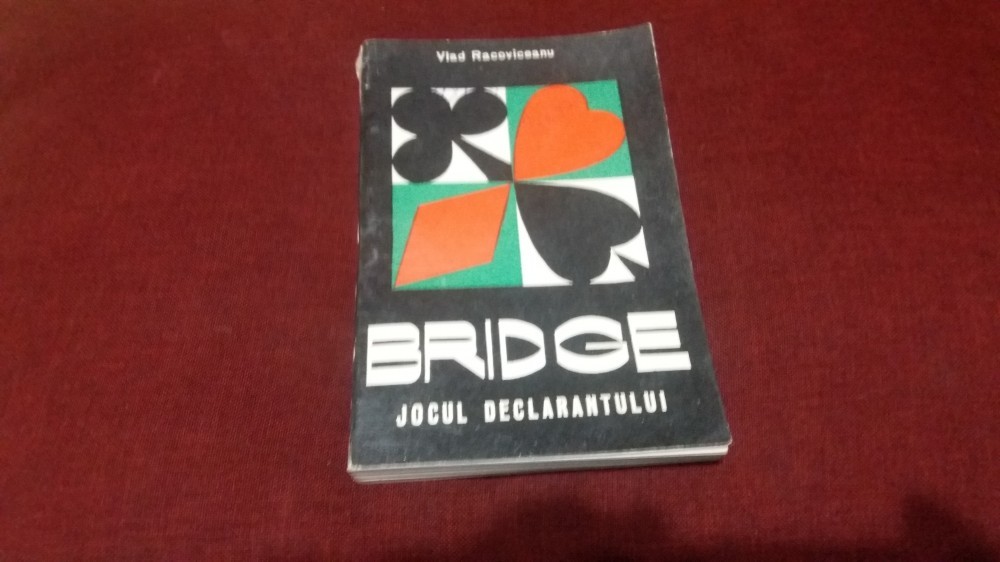 Vlad Racoviceanu
BRIDGE
JOCUL DECLARANTULUI